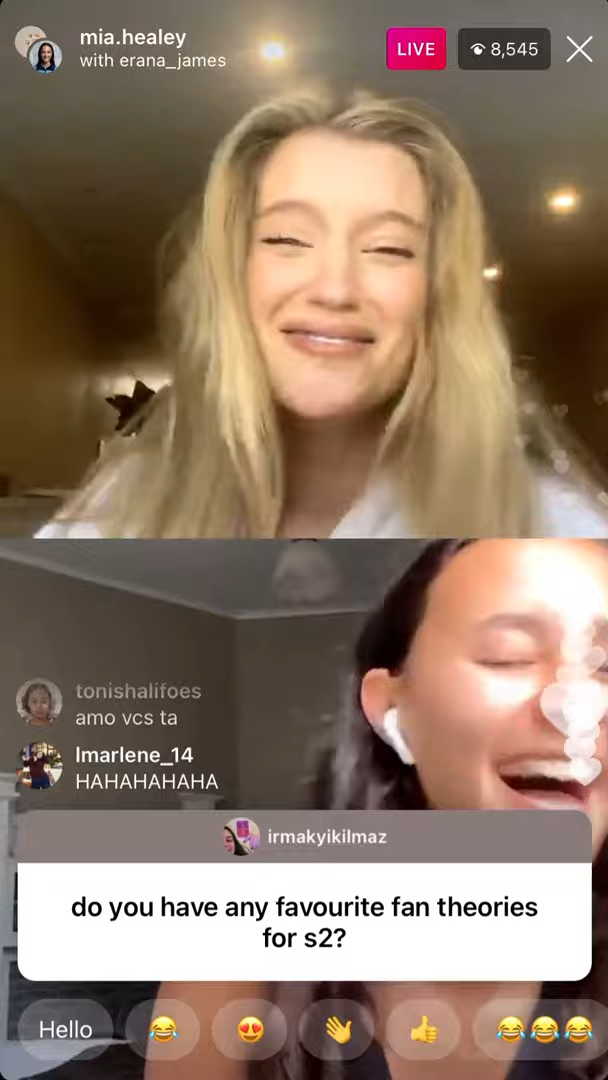 mia.healey
with erana_james
LIVE
8,545
tonishalifoes
amo vcs ta
lmarlene_14
HAHAHAHAHA
irmakyikilmaz
do you have any favourite fan theories
for s2?
Hello